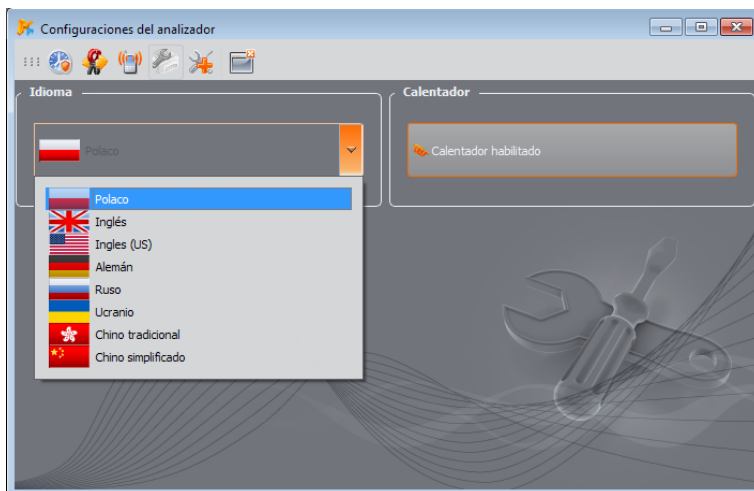 Configuraciones del analizador
Idioma
Calentador
Polaco
Calentador habilitado
Polaco
Inglés
Ingles (US)
Alemán
Ruso
Ucranio
Chino tradicional
Chino simplificado